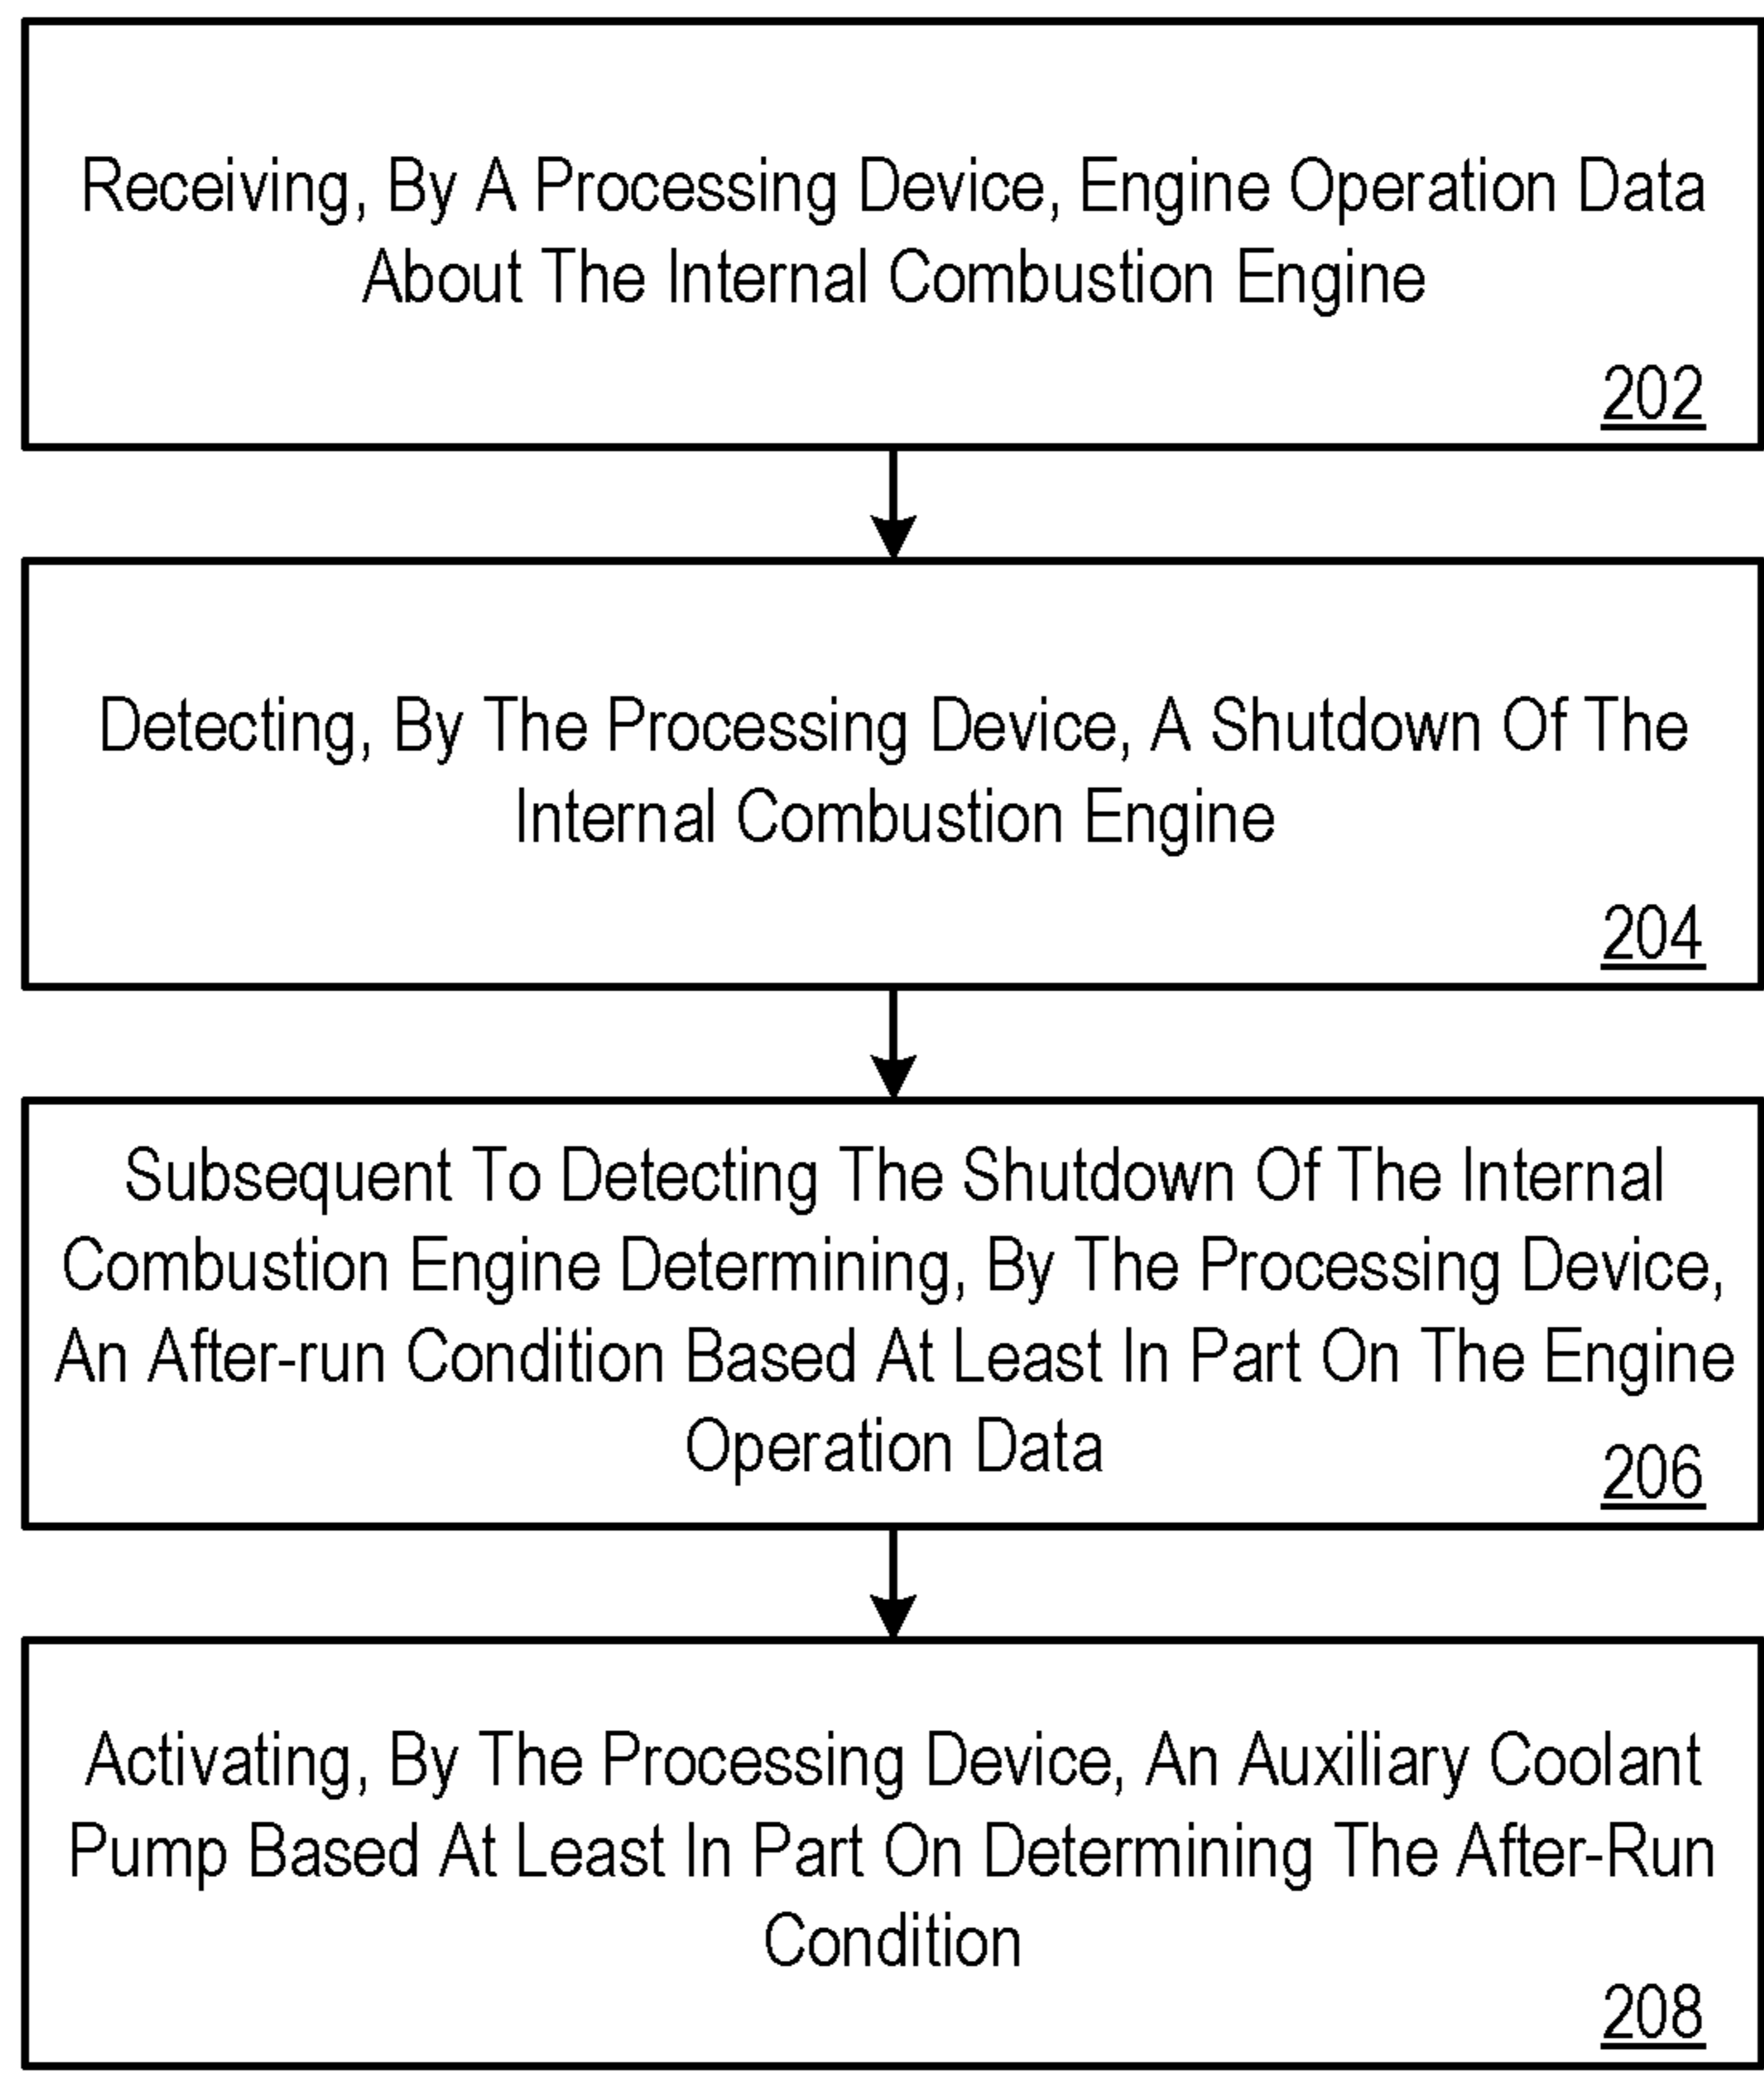 Receiving, By A Processing Device, Engine Operation Data
About The Internal Combustion Engine
202
Detecting, By The Processing Device, A Shutdown Of The
Internal Combustion Engine
204
Subsequent To Detecting The Shutdown Of The Internal
Combustion Engine Determining, By The Processing Device,
An After-run Condition Based At Least In Part On The Engine
Operation Data
206
Activating, By The Processing Device, An Auxiliary Coolant
Pump Based At Least In Part On Determining The After-Run
Condition
208